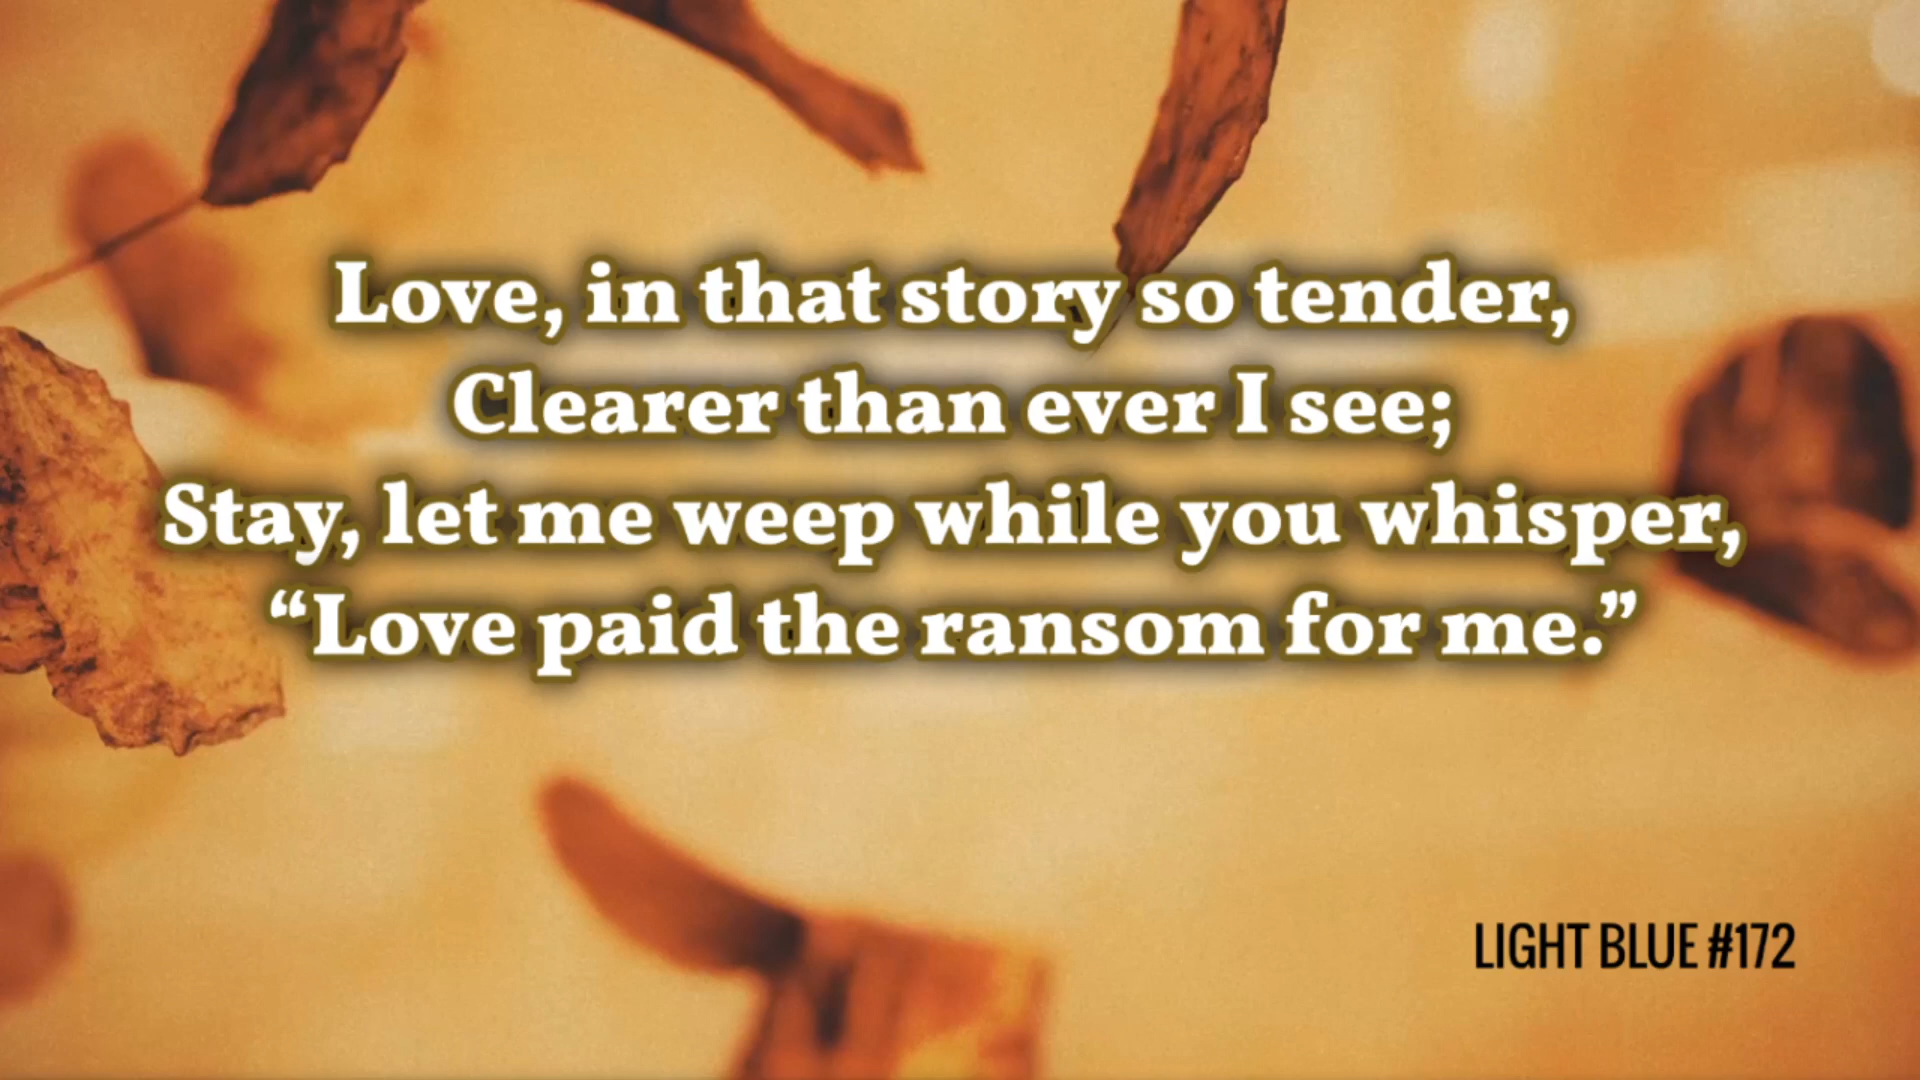 Love, in that story so tender,
Clearer than ever I see;
Stay, let me weep while you whisper,
“Love paid the ransom for me.”
LIGHT BLUE #172